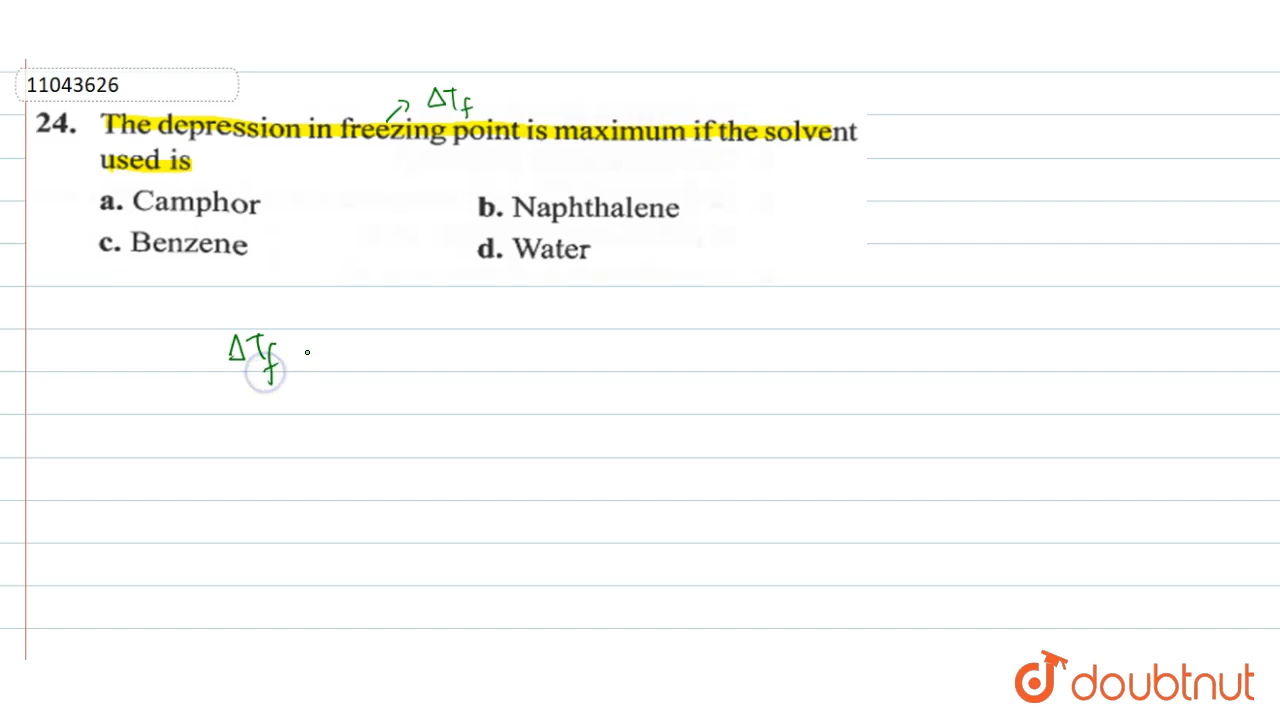 11043626
ΔTf
24. The depression in freezing point is maximum if the solvent
used is
a. Camphor b. Naphthalene
c. Benzene d. Water
ΔTf
doubtnut